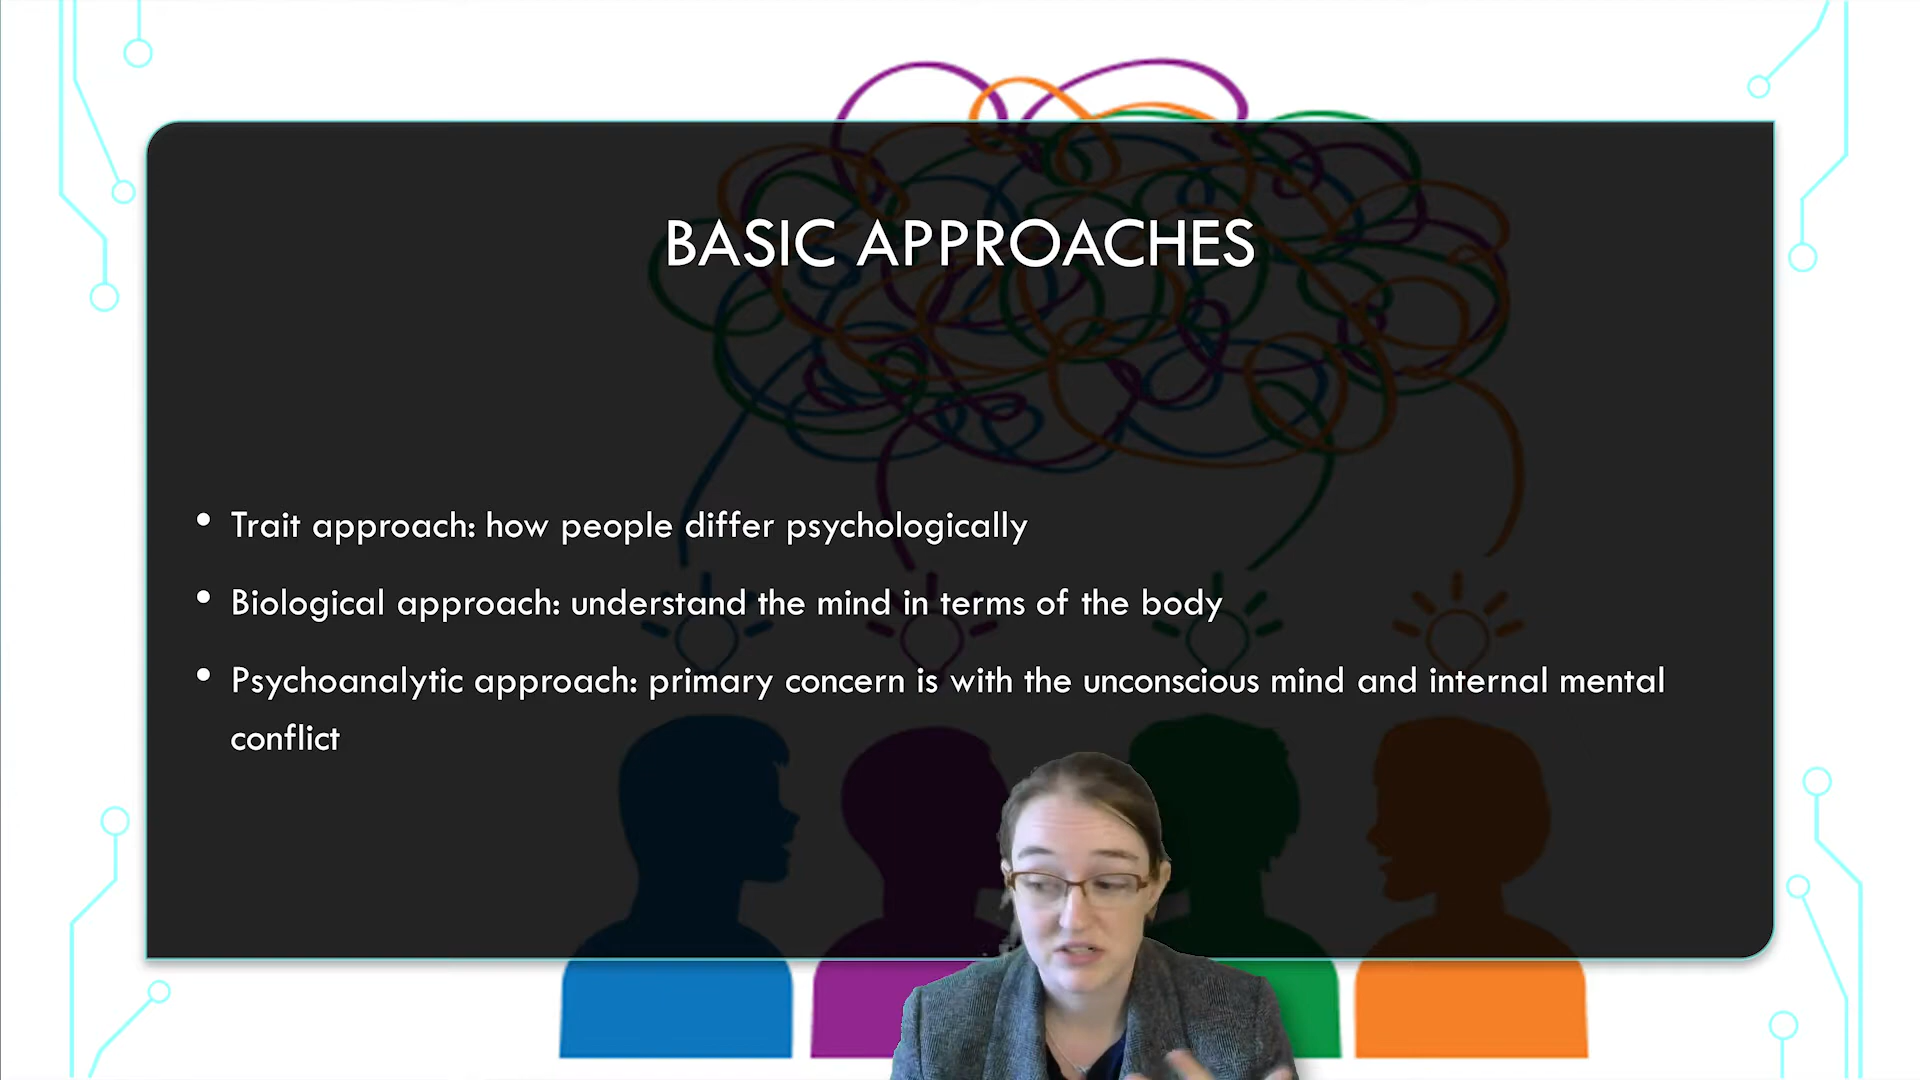 BASIC APPROACHES
• Trait approach: how people differ psychologically
• Biological approach: understand the mind in terms of the body
• Psychoanalytic approach: primary concern is with the unconscious mind and internal mental
conflict